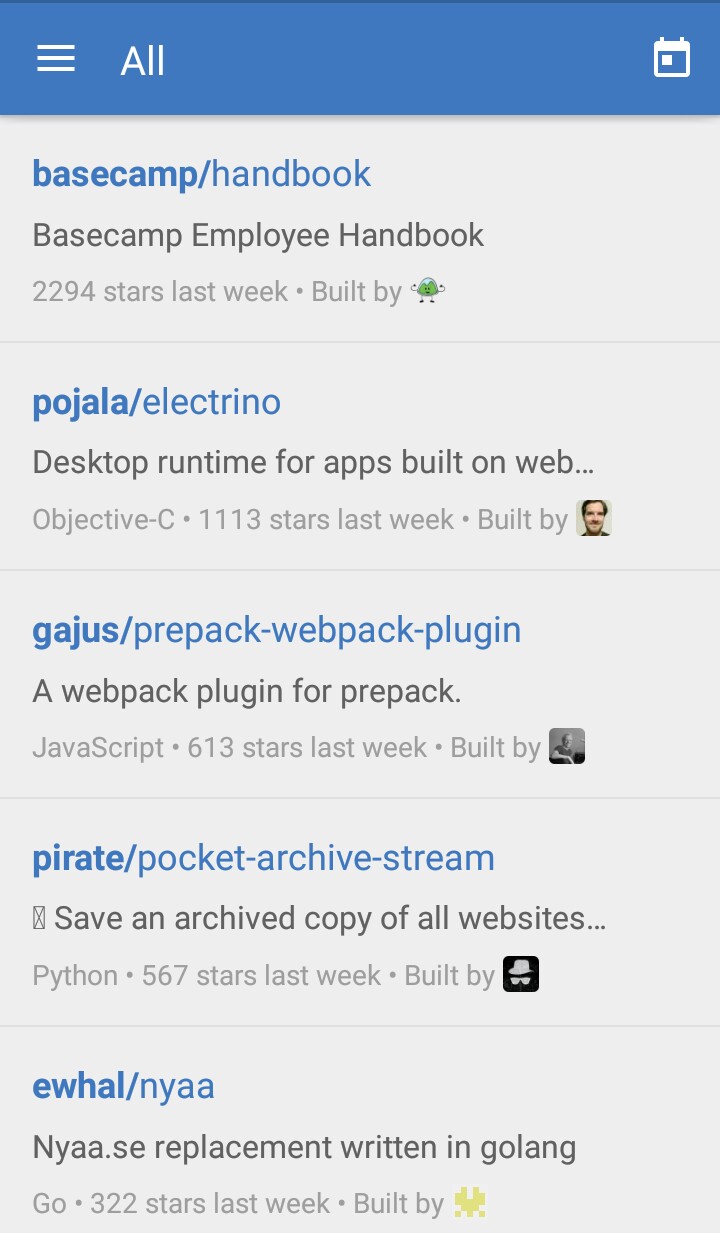 All
basecamp/handbook
Basecamp Employee Handbook
2294 stars last week • Built by
pojala/electrino
Desktop runtime for apps built on web…
Objective-C • 1113 stars last week • Built by
gajus/prepack-webpack-plugin
A webpack plugin for prepack.
JavaScript • 613 stars last week • Built by
pirate/pocket-archive-stream
Save an archived copy of all websites…
Python • 567 stars last week • Built by
ewhal/nyaa
Nyaa.se replacement written in golang
Go • 322 stars last week • Built by